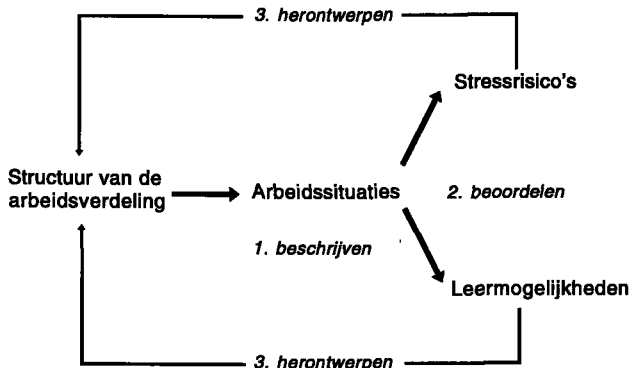 3. herontwerpen
Stressrisico's
Structuur van de
arbeidsverdeling
Arbeidssituaties
2. beoordelen
1. beschrijven
Leermogelijkheden
3. herontwerpen